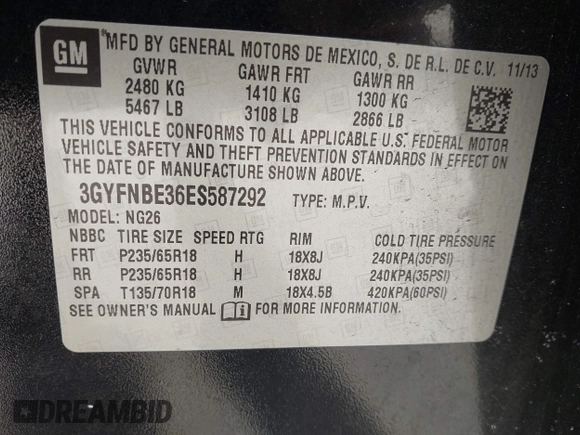 GM
MFD BY GENERAL MOTORS DE MEXICO, S. DE R.L. DE C.V. 11/13
GVWR GAWR FRT GAWR RR
2480 KG 1410 KG 1300 KG
5467 LB 3108 LB 2866 LB
THIS VEHICLE CONFORMS TO ALL APPLICABLE U.S. FEDERAL MOTOR
VEHICLE SAFETY AND THEFT PREVENTION STANDARDS IN EFFECT ON
THE DATE OF MANUFACTURE SHOWN ABOVE.
3GYFNBE36ES587292 TYPE: M.P.V.
MODEL: NG26
NBBC TIRE SIZE SPEED RTG RIM COLD TIRE PRESSURE
FRT P235/65R18 H 18X8J 240KPA(35PSI)
RR P235/65R18 H 18X8J 240KPA(35PSI)
SPA T135/70R18 M 18X4.5B 420KPA(60PSI)
SEE OWNER'S MANUAL i FOR MORE INFORMATION.
DREAMBID